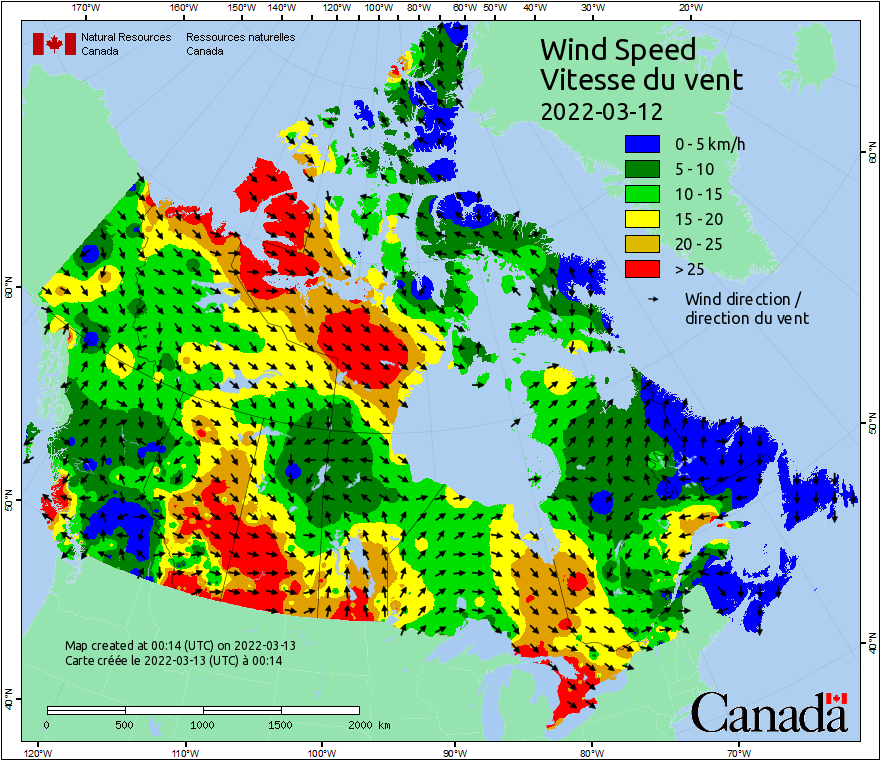 170°W 160°W 150°W 140°W 130°W 120°W 110°W 100°W 90°W 80°W 70°W 60°W 50°W 40°W 30°W 20°W
Natural Resources Ressources naturelles
Canada Canada
Wind Speed
Vitesse du vent
2022-03-12
0 - 5 km/h
5 - 10
10 - 15
15 - 20
20 - 25
> 25
Wind direction /
direction du vent
60°N
50°N
40°N
60°N
50°N
40°N
Map created at 00:14 (UTC) on 2022-03-13
Carte créée le 2022-03-13 (UTC) à 00:14
0 500 1000 1500 2000 km
Canada
120°W 110°W 100°W 90°W 80°W 70°W